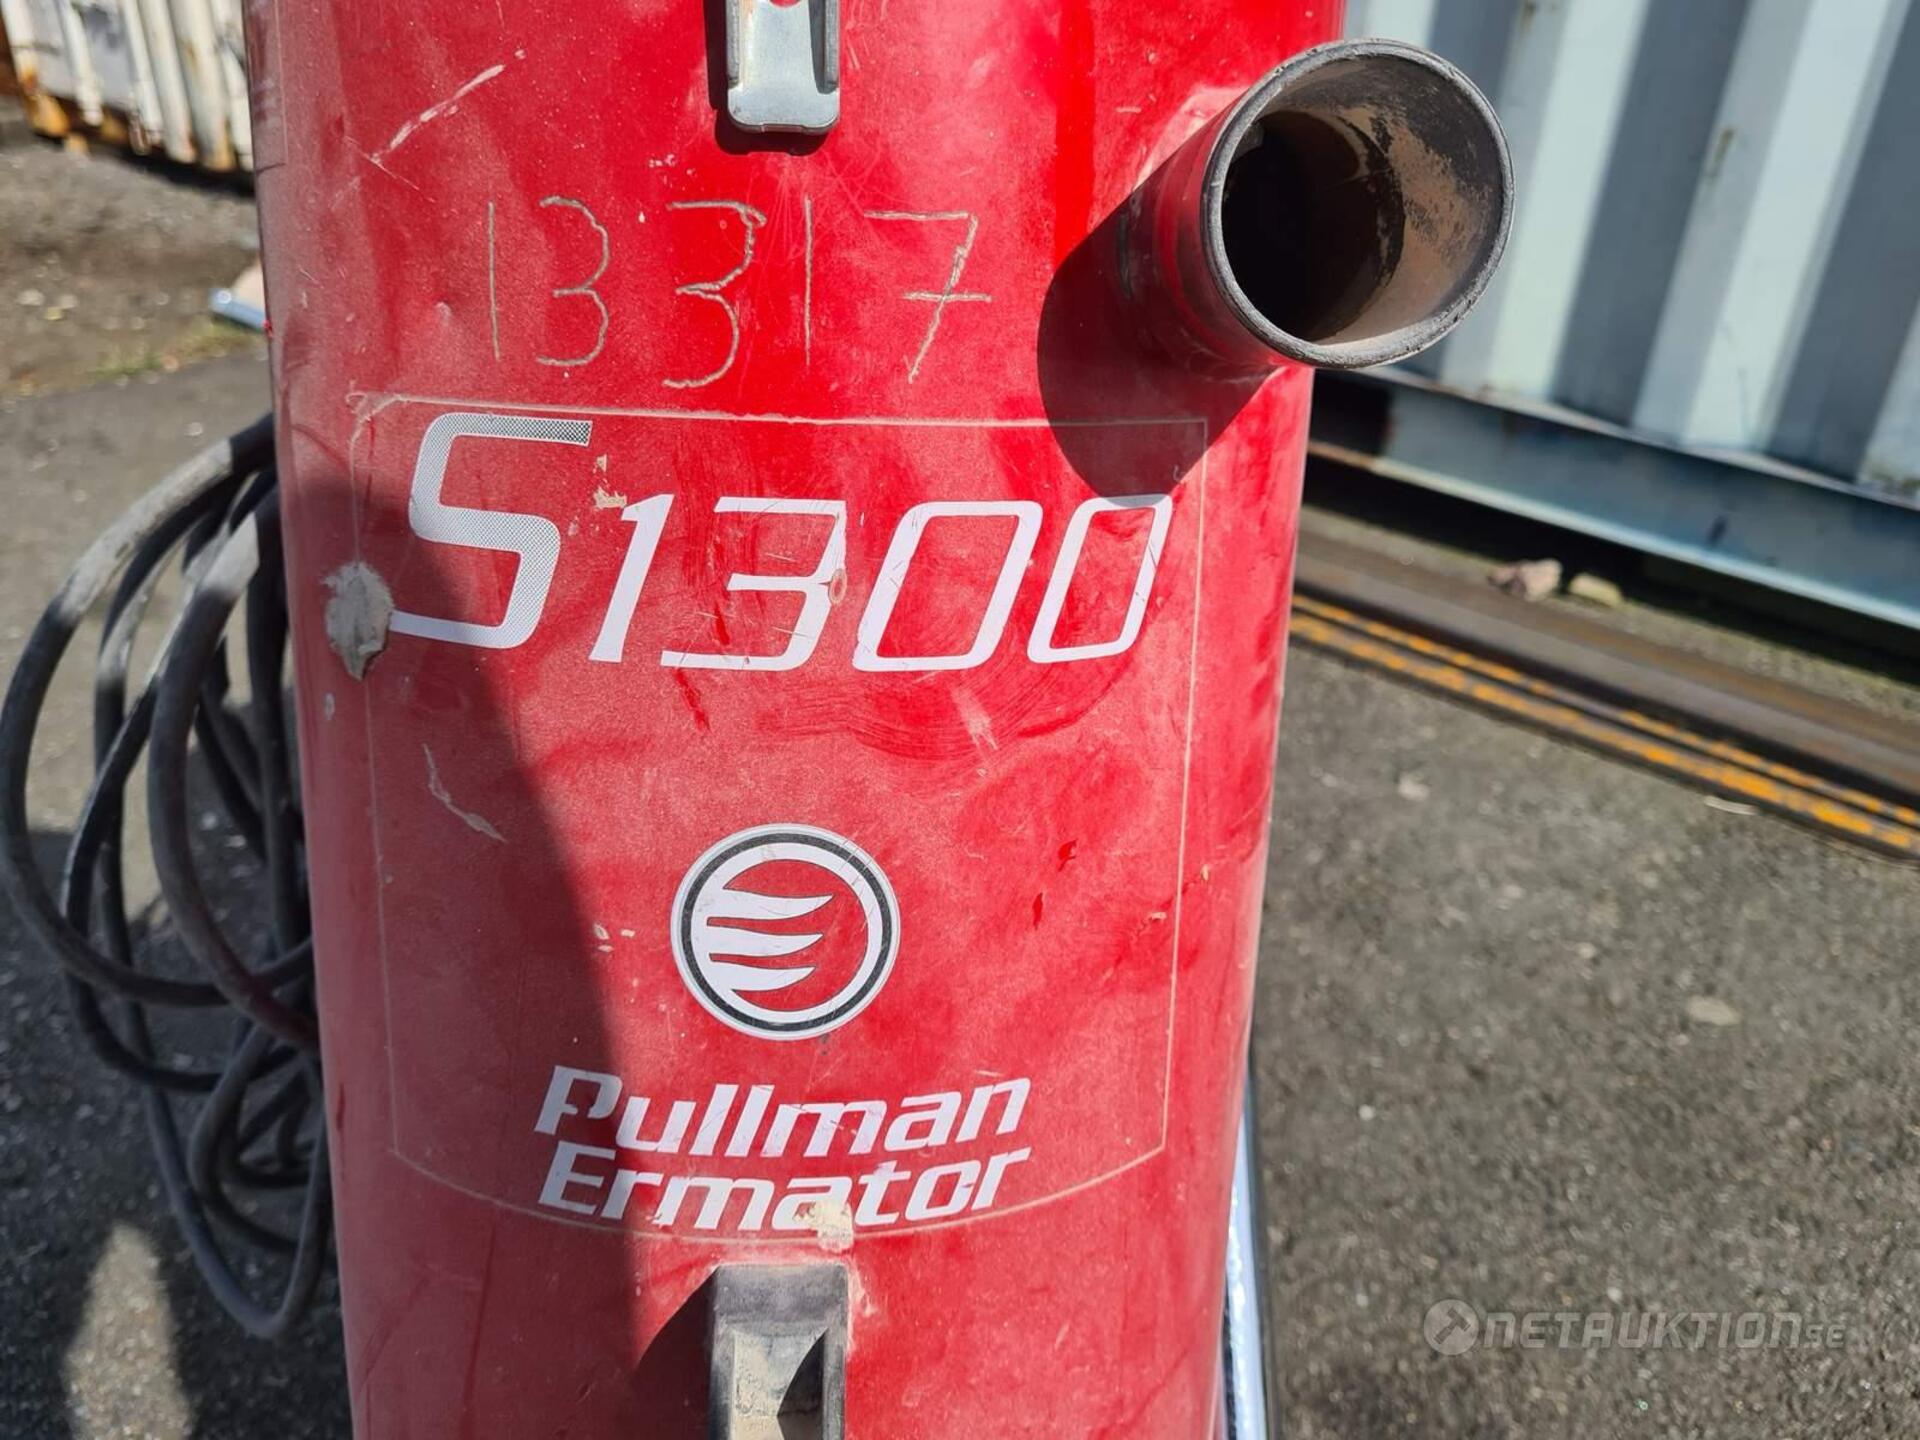 13317
S1300
Pullman
Ermator
NETAUKTION.SE